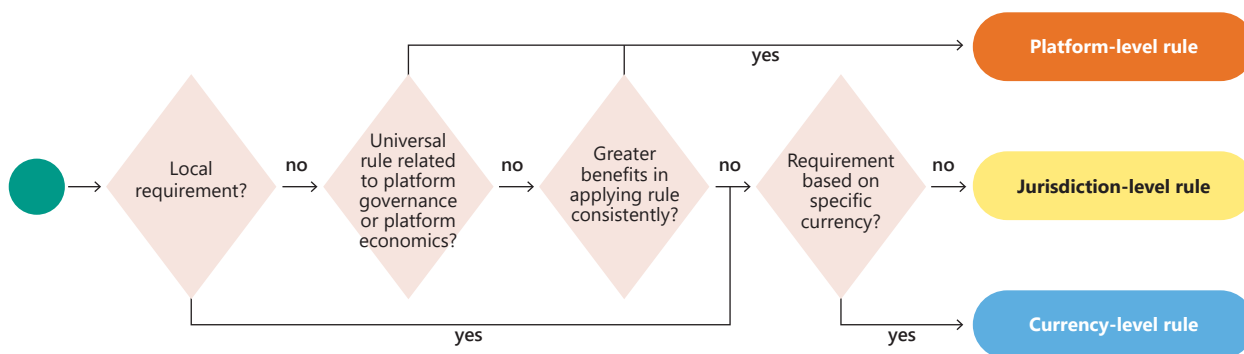 Platform-level rule
yes
Local
requirement?
no
Universal
rule related
to platform
governance
or platform
economics?
no
Greater
benefits in
applying rule
consistently?
no
Requirement
based on
specific
currency?
no
Jurisdiction-level rule
yes
yes
Currency-level rule